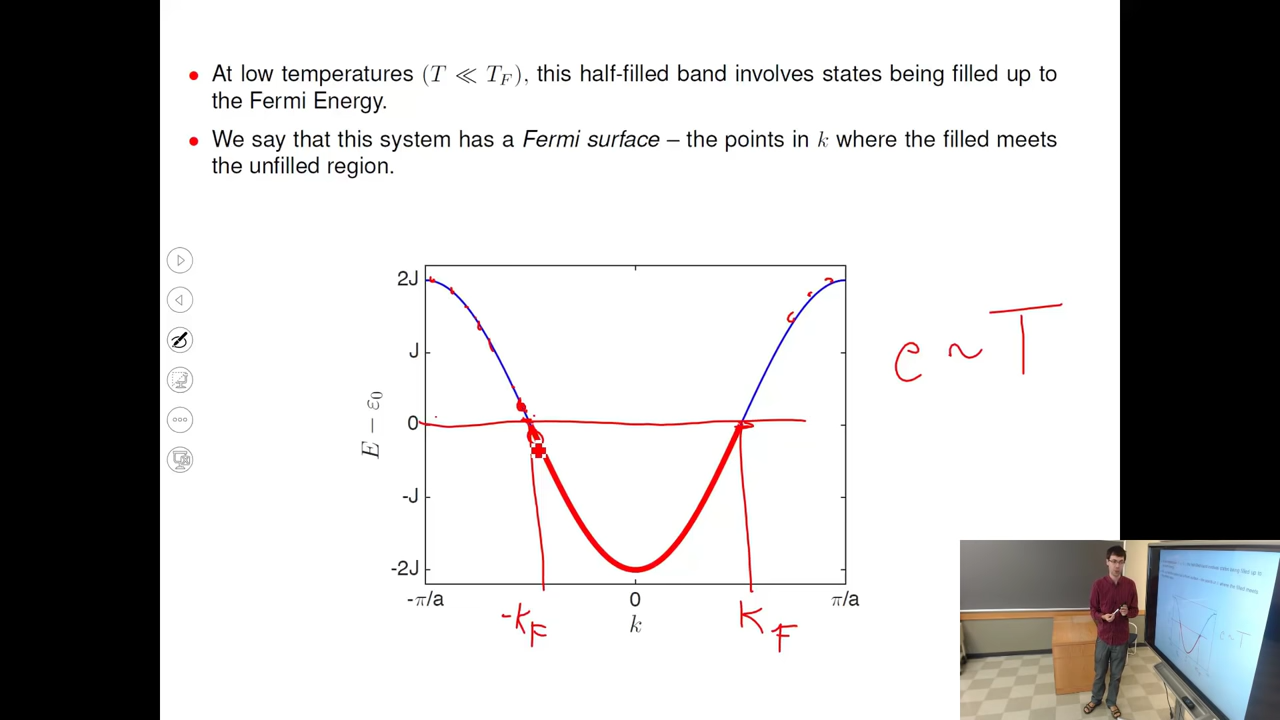 • At low temperatures (T ≪ T_F), this half-filled band involves states being filled up to
the Fermi Energy.
• We say that this system has a Fermi surface – the points in k where the filled meets
the unfilled region.
2J
J
0
-J
-2J
E − ε₀
-π/a
0
π/a
k
-K_F
K_F
c ~ T